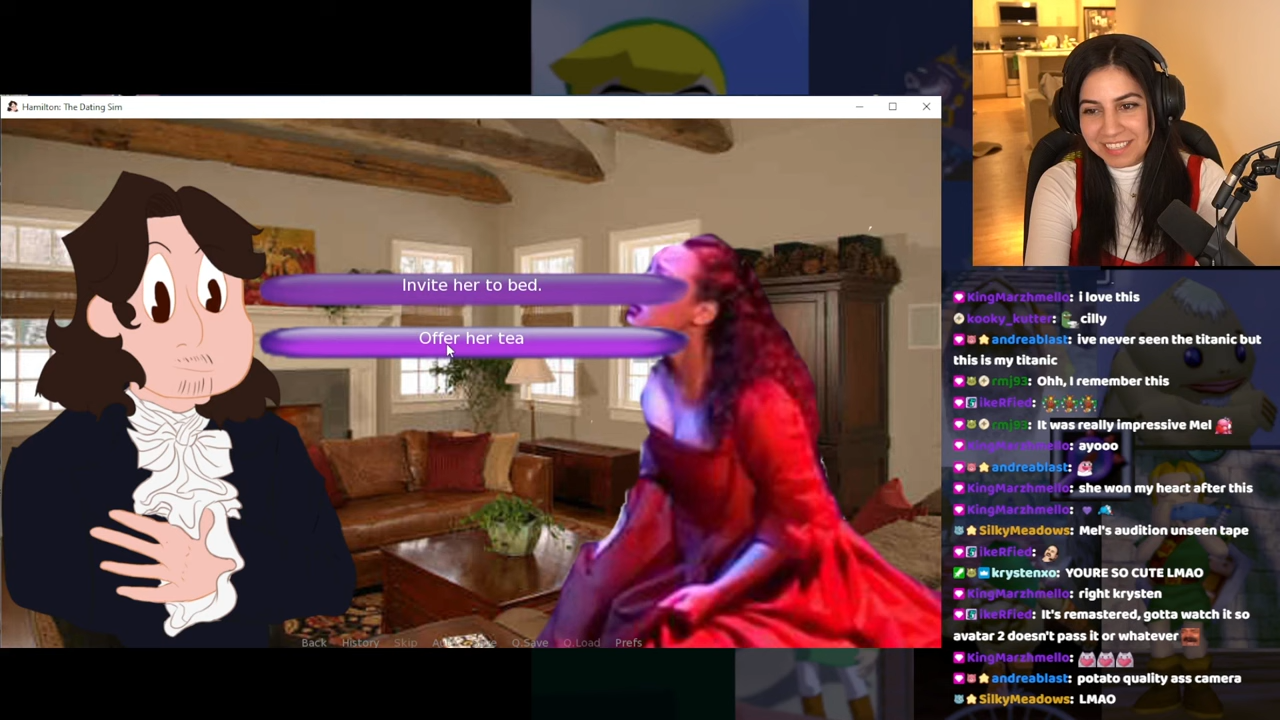 Hamilton: The Dating Sim
Invite her to bed.
Offer her tea
Back History Skip Q.Save Q.Load Prefs
KingMarzhmello: i love this
kooky_kutter: cilly
andreablast: ive never seen the titanic but
this is my titanic
rmj93: Ohh, I remember this
ikeRfied:
rmj93: It was really impressive Mel
KingMarzhmello: ayooo
andreablast:
KingMarzhmello: she won my heart after this
KingMarzhmello:
SilkyMeadows: Mel's audition unseen tape
ikeRfied:
krystenxo: YOURE SO CUTE LMAO
KingMarzhmello: right krysten
ikeRfied: It's remastered, gotta watch it so
avatar 2 doesn't pass it or whatever
KingMarzhmello:
andreablast: potato quality ass camera
SilkyMeadows: LMAO